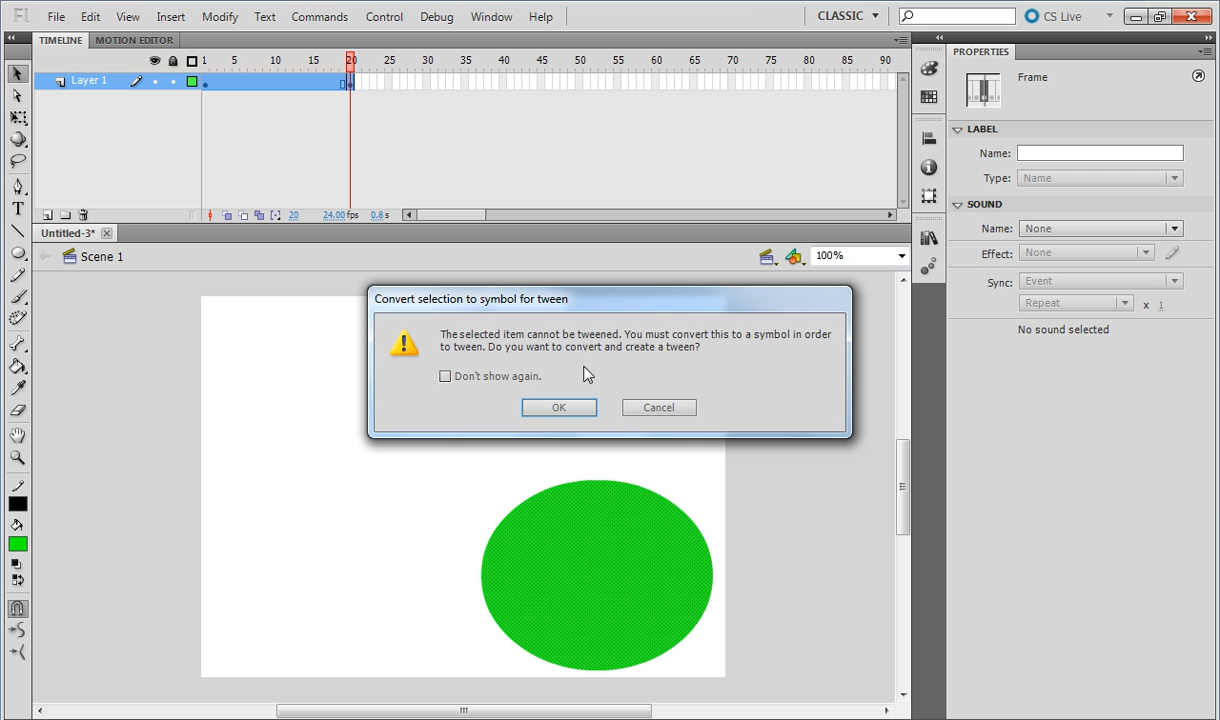 Fl File Edit View Insert Modify Text Commands Control Debug Window Help CLASSIC CS Live
TIMELINE MOTION EDITOR
1 5 10 15 20 25 30 35 40 45 50 55 60 65 70 75 80 85 90
Layer 1
20 24.00 fps 0.8 s
Untitled-3*
Scene 1 100%
Convert selection to symbol for tween
The selected item cannot be tweened. You must convert this to a symbol in order
to tween. Do you want to convert and create a tween?
Don't show again.
OK Cancel
PROPERTIES
Frame
LABEL
Name:
Type: Name
SOUND
Name: None
Effect: None
Sync: Event
Repeat x 1
No sound selected